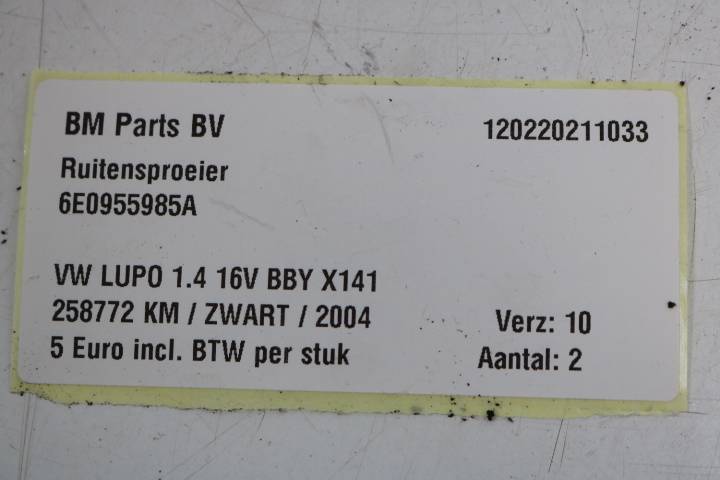 BM Parts BV 120220211033
Ruitensproeier
6E0955985A
VW LUPO 1.4 16V BBY X141
258772 KM / ZWART / 2004 Verz: 10
5 Euro incl. BTW per stuk Aantal: 2